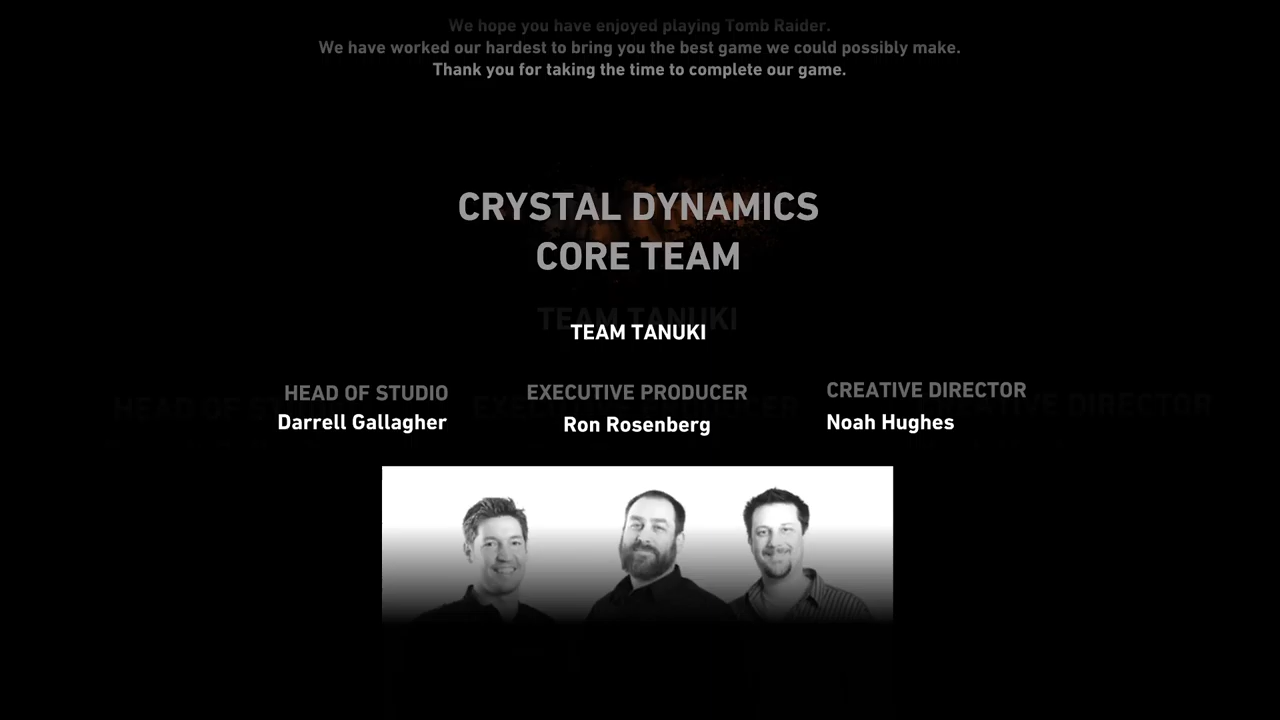 We hope you have enjoyed playing Tomb Raider.
We have worked our hardest to bring you the best game we could possibly make.
Thank you for taking the time to complete our game.
CRYSTAL DYNAMICS
CORE TEAM
TEAM TANUKI
TEAM TANUKI
HEAD OF STUDIO
Darrell Gallagher
EXECUTIVE PRODUCER
Ron Rosenberg
CREATIVE DIRECTOR
Noah Hughes